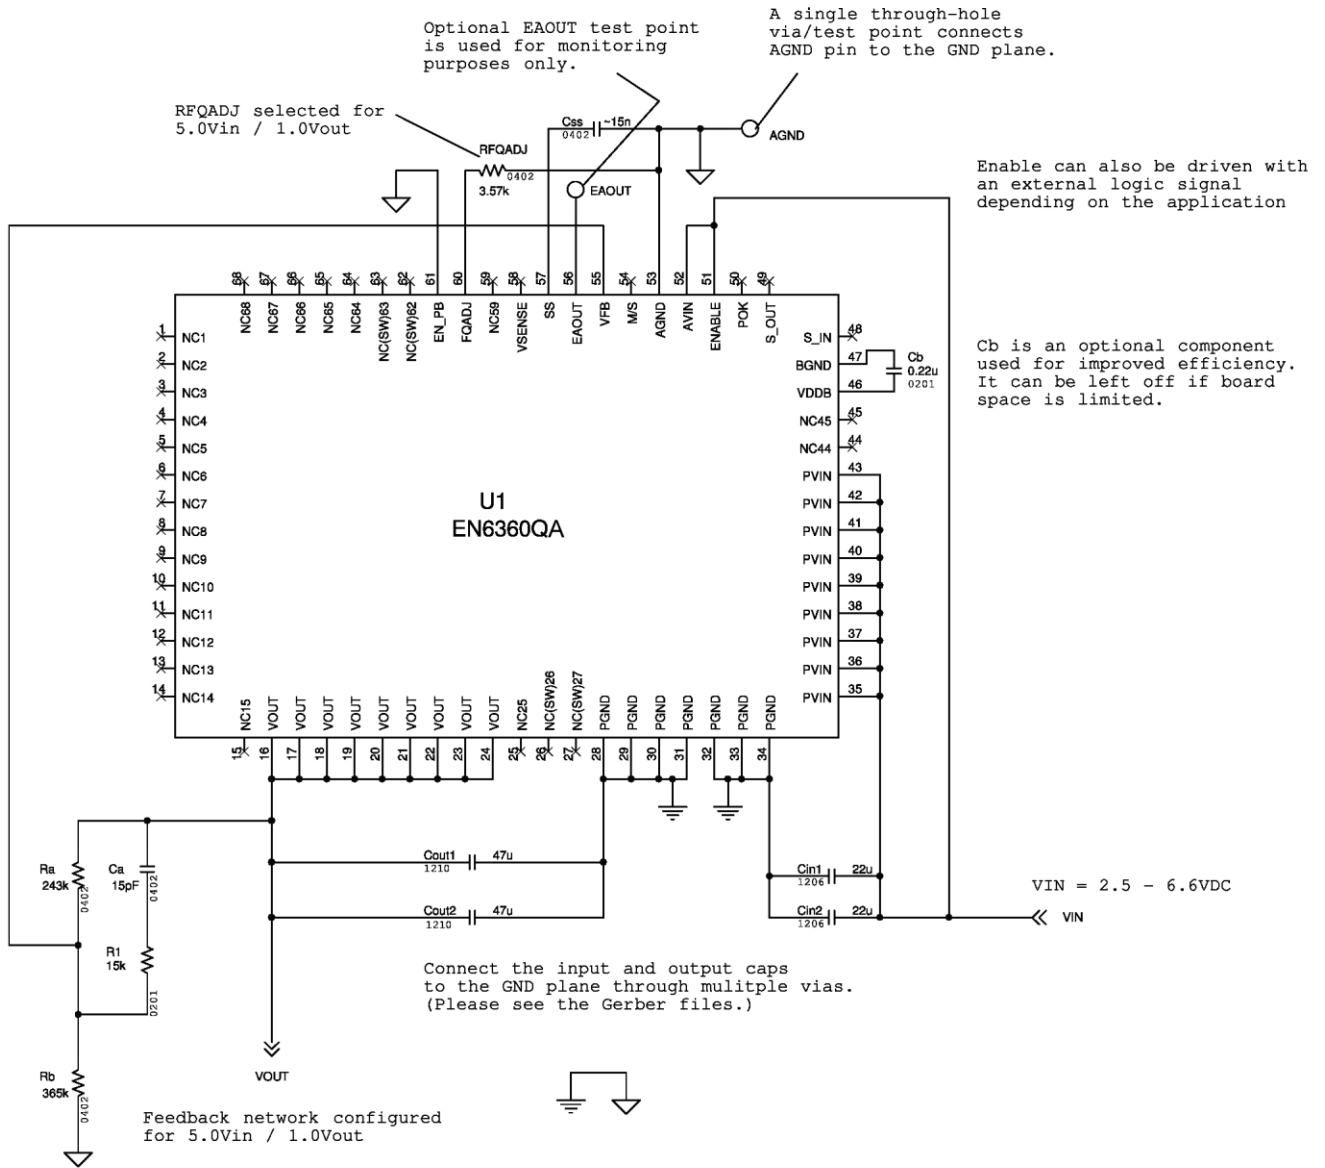 A single through-hole
via/test point connects
AGND pin to the GND plane.
Optional EAOUT test point
is used for monitoring
purposes only.
RFQADJ selected for
5.0Vin / 1.0Vout
Css ~15n
0402
AGND
RFQADJ
0402
3.57k
EAOUT
Enable can also be driven with
an external logic signal
depending on the application
68 67 66 65 64 63 62 61 60 59 58 57 56 55 54 53 52 51 50 49
NC68 NC67 NC66 NC65 NC64 NC(SW)63 NC(SW)62 EN_PB FQADJ NC59 VSENSE SS EAOUT VFB M/S AGND AVIN ENABLE POK S_OUT
1 NC1
2 NC2
3 NC3
4 NC4
5 NC5
6 NC6
7 NC7
8 NC8
9 NC9
10 NC10
11 NC11
12 NC12
13 NC13
14 NC14
U1
EN6360QA
S_IN 48
BGND 47
VDDB 46
NC45 45
NC44 44
PVIN 43
PVIN 42
PVIN 41
PVIN 40
PVIN 39
PVIN 38
PVIN 37
PVIN 36
PVIN 35
Cb
0.22u
0201
Cb is an optional component
used for improved efficiency.
It can be left off if board
space is limited.
NC15 VOUT VOUT VOUT VOUT VOUT VOUT VOUT VOUT VOUT NC25 NC(SW)26 NC(SW)27 PGND PGND PGND PGND PGND PGND PGND
15 16 17 18 19 20 21 22 23 24 25 26 27 28 29 30 31 32 33 34
Ra
243k
0402
Ca
15pF
0402
R1
15k
0201
Rb
365k
0402
Cout1 47u
1210
Cout2 47u
1210
Cin1 22u
1206
Cin2 22u
1206
VIN = 2.5 - 6.6VDC
VIN
Connect the input and output caps
to the GND plane through mulitple vias.
(Please see the Gerber files.)
VOUT
Feedback network configured
for 5.0Vin / 1.0Vout